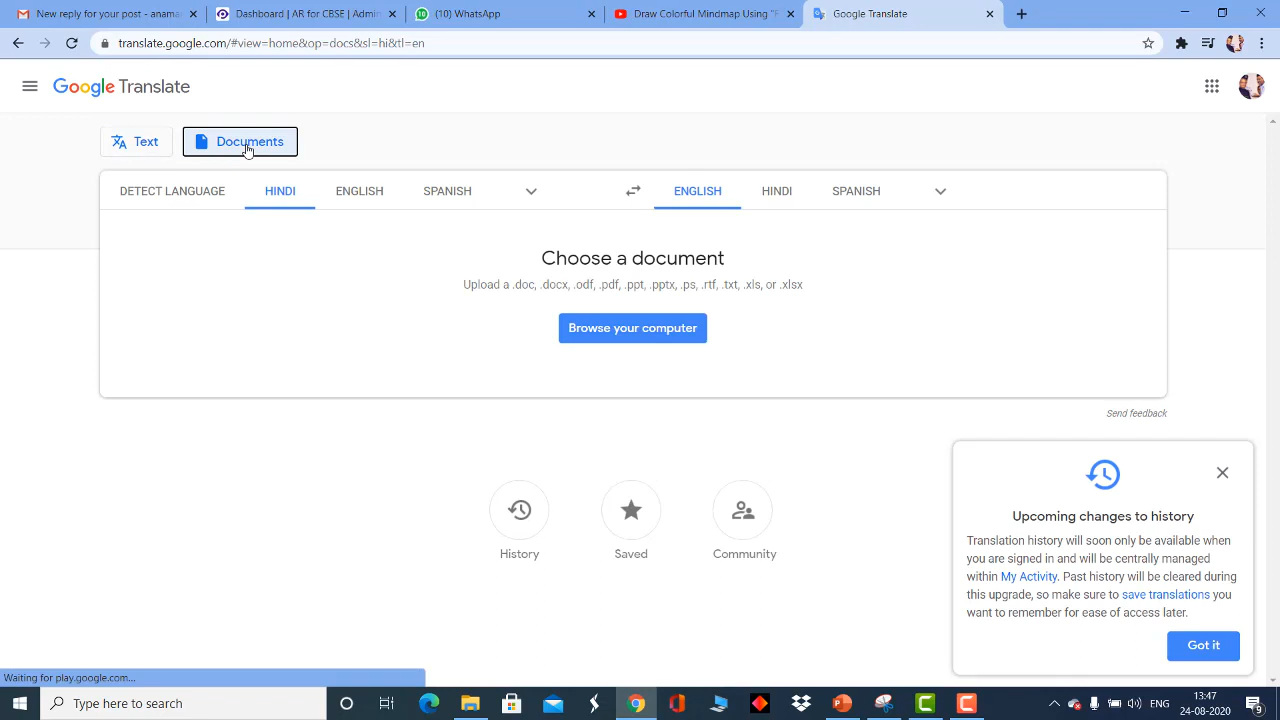 New reply for your post - anama
Dashboard | AR for CBSE Admin
(10) WhatsApp
Draw Colorful Mindmap Using "F
Google Translate
translate.google.com/#view=home&op=docs&sl=hi&tl=en
Google Translate
Text
Documents
DETECT LANGUAGE
HINDI
ENGLISH
SPANISH
ENGLISH
HINDI
SPANISH
Choose a document
Upload a .doc, .docx, .odf, .pdf, .ppt, .pptx, .ps, .rtf, .txt, .xls, or .xlsx
Browse your computer
Send feedback
History
Saved
Community
Upcoming changes to history
Translation history will soon only be available when
you are signed in and will be centrally managed
within My Activity. Past history will be cleared during
this upgrade, so make sure to save translations you
want to remember for ease of access later.
Got it
Waiting for play.google.com...
Type here to search
ENG
13:47
24-08-2020